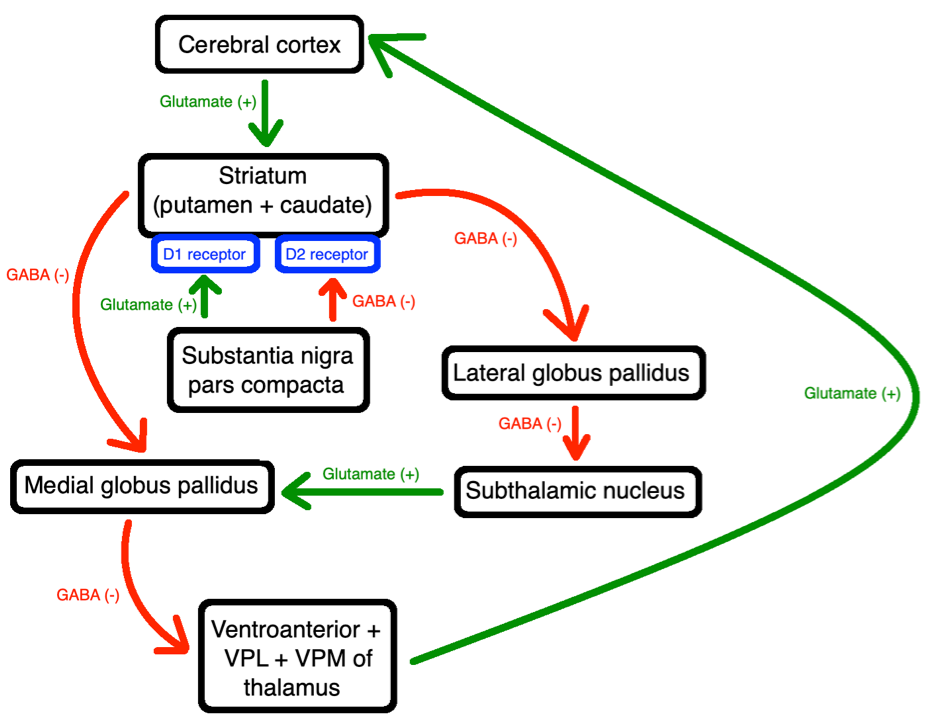 Cerebral cortex
Glutamate (+)
Striatum
(putamen + caudate)
D1 receptor
D2 receptor
GABA (-)
GABA (-)
Glutamate (+)
GABA (-)
Substantia nigra
pars compacta
Lateral globus pallidus
Glutamate (+)
GABA (-)
Medial globus pallidus
Glutamate (+)
Subthalamic nucleus
GABA (-)
Ventroanterior +
VPL + VPM of
thalamus